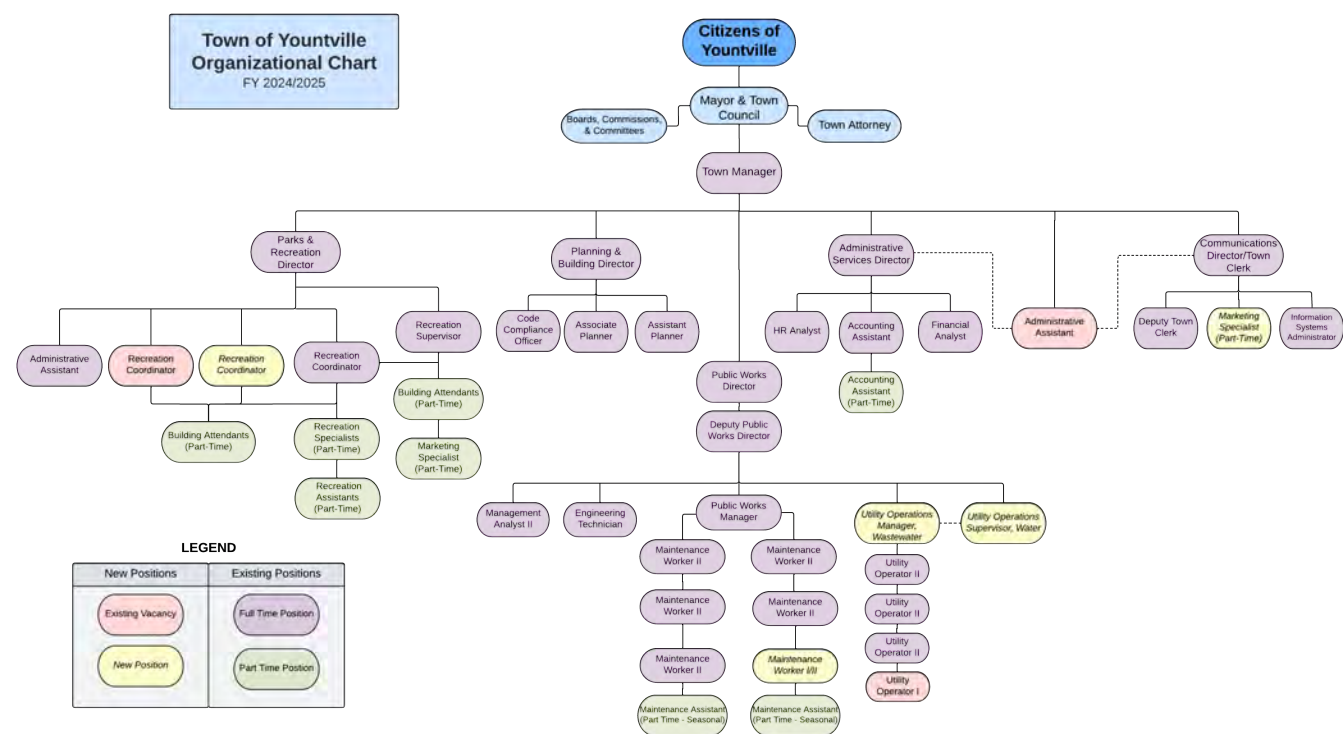 Town of Yountville
Organizational Chart
FY 2024/2025
Citizens of
Yountville
Mayor & Town
Council
Boards, Commissions,
& Committees
Town Attorney
Town Manager
Parks &
Recreation
Director
Planning &
Building Director
Administrative
Services Director
Communications
Director/Town
Clerk
Recreation
Supervisor
Code
Compliance
Officer
Associate
Planner
Assistant
Planner
HR Analyst
Accounting
Assistant
Financial
Analyst
Administrative
Assistant
Deputy Town
Clerk
Marketing
Specialist
(Part-Time)
Information
Systems
Administrator
Administrative
Assistant
Recreation
Coordinator
Recreation
Coordinator
Recreation
Coordinator
Building Attendants
(Part-Time)
Public Works
Director
Accounting
Assistant
(Part-Time)
Building Attendants
(Part-Time)
Recreation
Specialists
(Part-Time)
Marketing
Specialist
(Part-Time)
Deputy Public
Works Director
Recreation
Assistants
(Part-Time)
Management
Analyst II
Engineering
Technician
Public Works
Manager
Utility Operations
Manager,
Wastewater
Utility Operations
Supervisor, Water
Maintenance
Worker II
Maintenance
Worker II
Utility
Operator II
Maintenance
Worker II
Maintenance
Worker II
Utility
Operator II
Maintenance
Worker II
Maintenance
Worker I/II
Utility
Operator II
Utility
Operator I
Maintenance Assistant
(Part Time - Seasonal)
Maintenance Assistant
(Part Time - Seasonal)
LEGEND
New Positions
Existing Positions
Existing Vacancy
Full Time Position
New Position
Part Time Postion